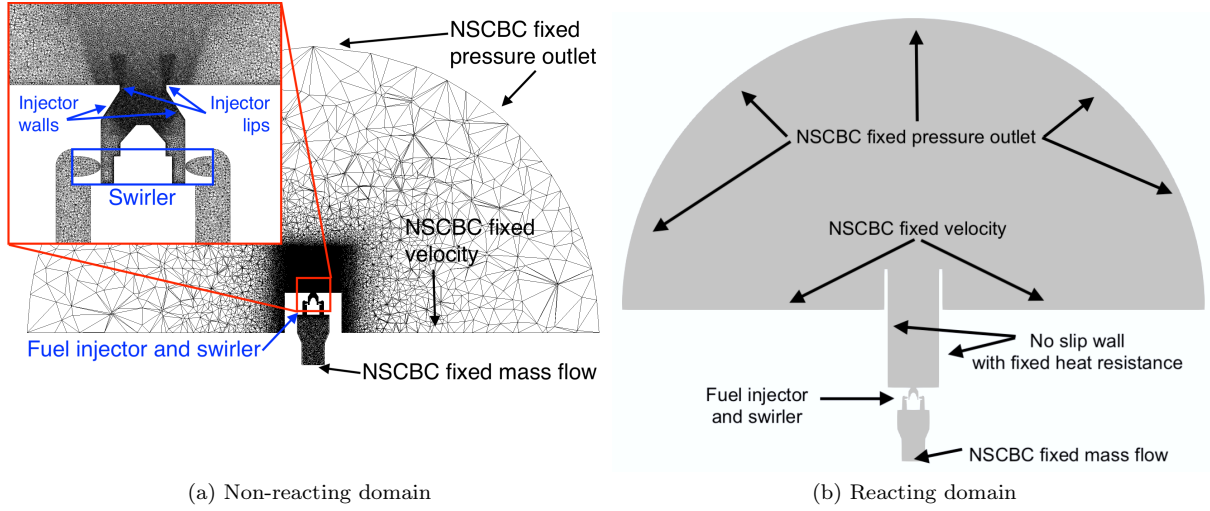 NSCBC fixed
pressure outlet
Injector
walls
Injector
lips
Swirler
NSCBC fixed
velocity
Fuel injector and swirler
NSCBC fixed mass flow
(a) Non-reacting domain
NSCBC fixed pressure outlet
NSCBC fixed velocity
No slip wall
with fixed heat resistance
Fuel injector
and swirler
NSCBC fixed mass flow
(b) Reacting domain